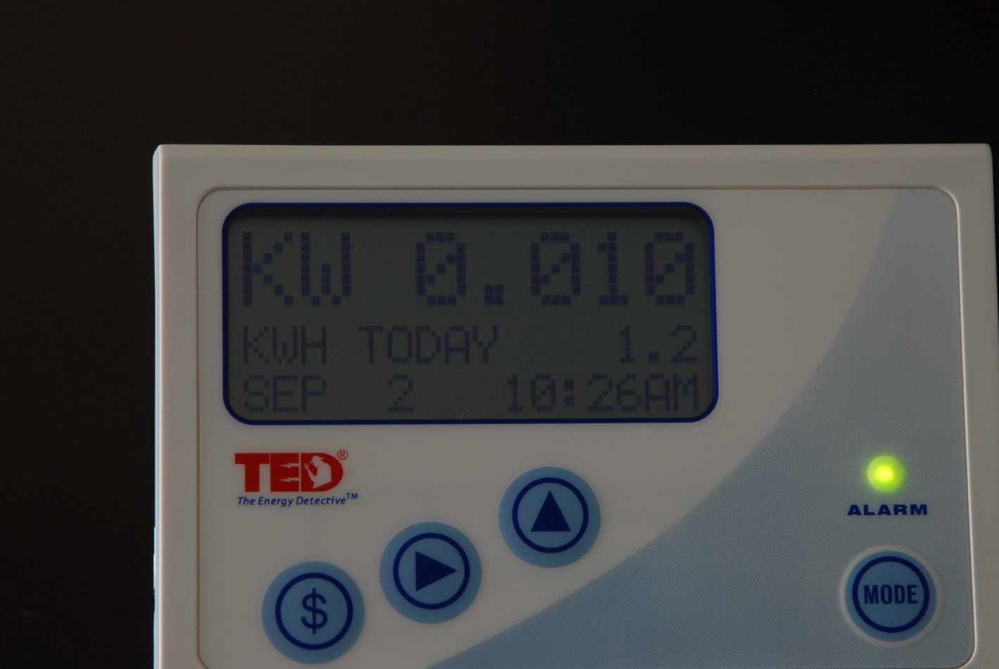 KW 0.010
KWH TODAY 1.2
SEP 2 10:26AM
TED®
The Energy Detective™
ALARM
$
MODE